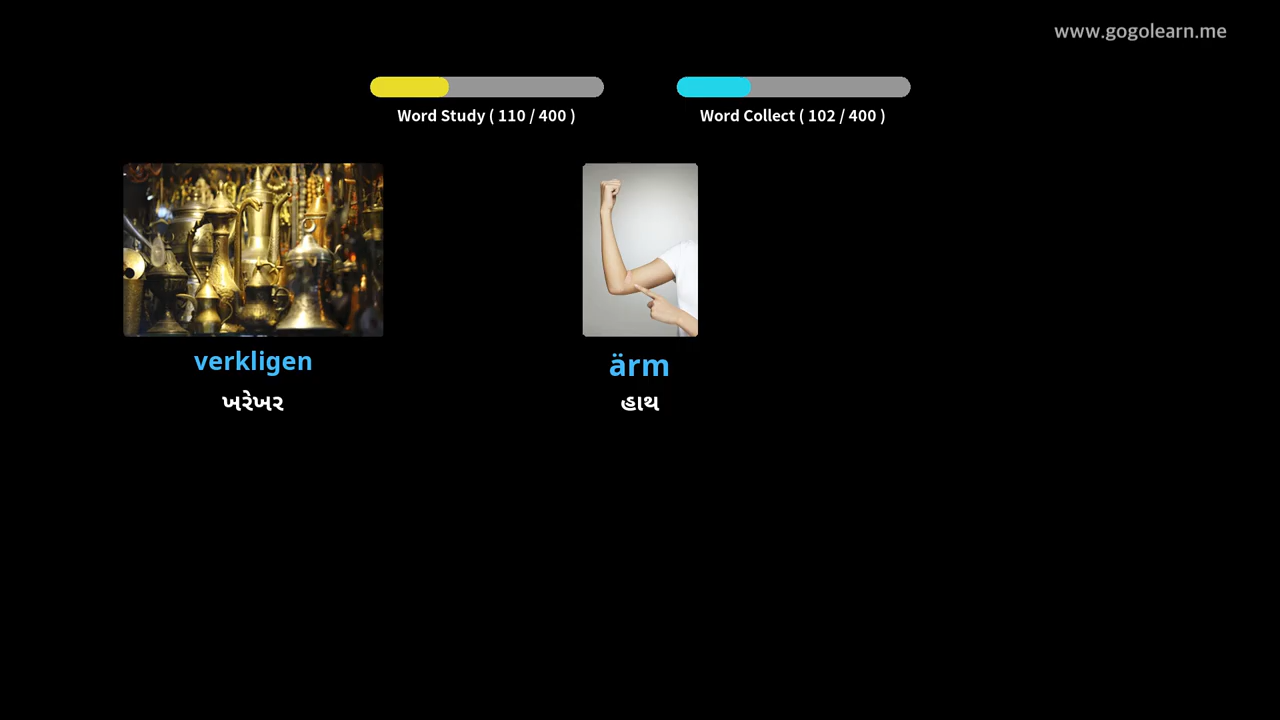 www.gogolearn.me
Word Study ( 110 / 400 )
Word Collect ( 102 / 400 )
verkligen
ખરેખર
ärm
હાથ